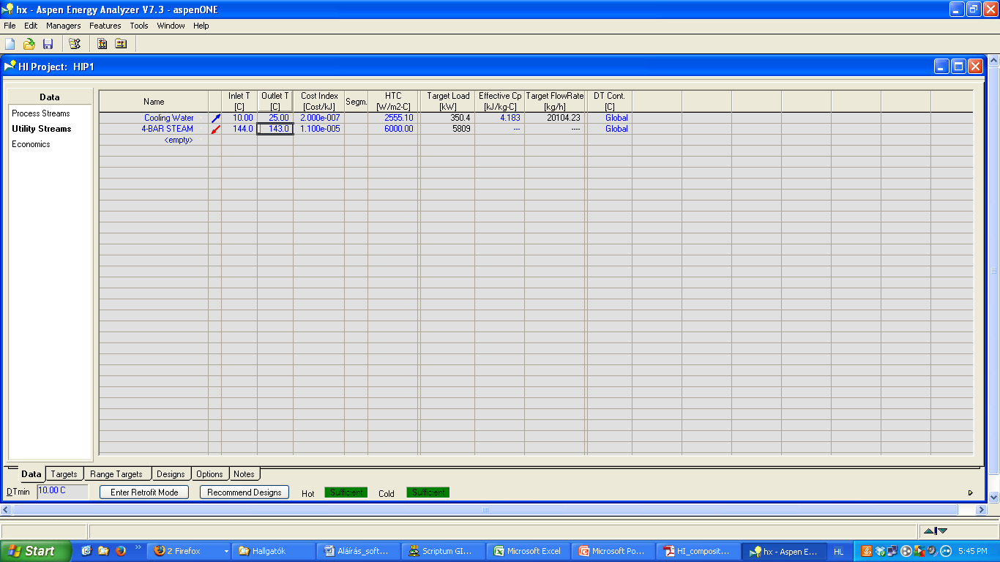 hx - Aspen Energy Analyzer V7.3 - aspenONE
File Edit Managers Features Tools Window Help
HI Project: HIP1
Data
Process Streams
Utility Streams
Economics
Name Inlet T [C] Outlet T [C] Cost Index [Cost/kJ] Segm. HTC [W/m2-C] Target Load [kW] Effective Cp [kJ/kg-C] Target FlowRate [kg/h] DT Cont. [C]
Cooling Water 10.00 25.00 2.000e-007 2555.10 350.4 4.183 20104.23 Global
4-BAR STEAM 144.0 143.0 1.100e-005 6000.00 5809 --- ---- Global
<empty>
Data Targets Range Targets Designs Options Notes
DTmin 10.00 C Enter Retrofit Mode Recommend Designs Hot Sufficient Cold Sufficient
Start » 2 Firefox Hallgatók Aláírás_soft... Scriptum GI... Microsoft Excel Microsoft Po... HI_composit... hx - Aspen E... HL 5:45 PM